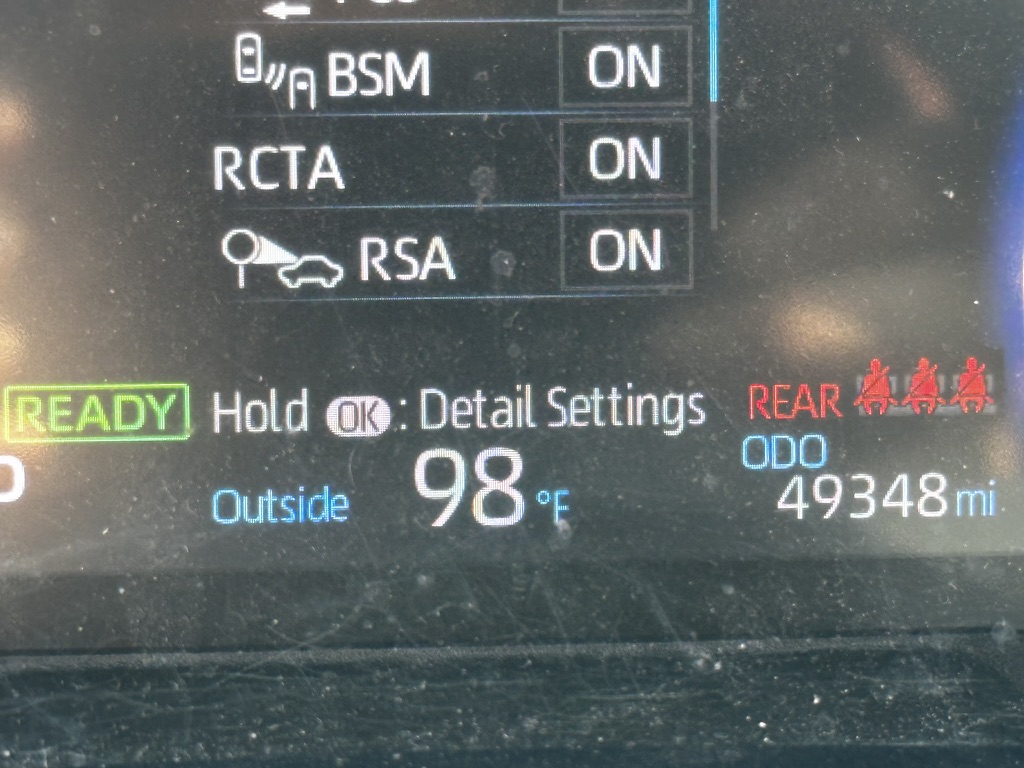 BSM ON
RCTA ON
RSA ON
READY Hold OK : Detail Settings REAR
ODO
Outside 98 °F 49348 mi